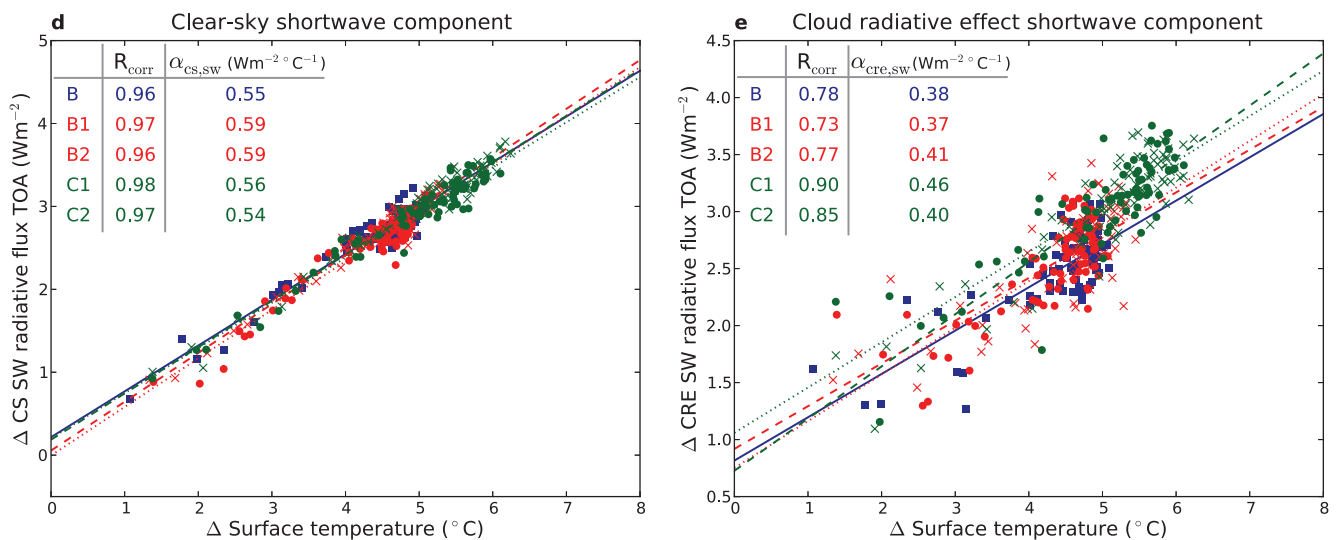 d Clear-sky shortwave component
R_corr α_cs,sw (Wm⁻² °C⁻¹)
B 0.96 0.55
B1 0.97 0.59
B2 0.96 0.59
C1 0.98 0.56
C2 0.97 0.54
Δ CS SW radiative flux TOA (Wm⁻²)
5
4
3
2
1
0
0 1 2 3 4 5 6 7 8
Δ Surface temperature (°C)
e Cloud radiative effect shortwave component
R_corr α_cre,sw (Wm⁻² °C⁻¹)
B 0.78 0.38
B1 0.73 0.37
B2 0.77 0.41
C1 0.90 0.46
C2 0.85 0.40
Δ CRE SW radiative flux TOA (Wm⁻²)
4.5
4.0
3.5
3.0
2.5
2.0
1.5
1.0
0.5
0 1 2 3 4 5 6 7 8
Δ Surface temperature (°C)